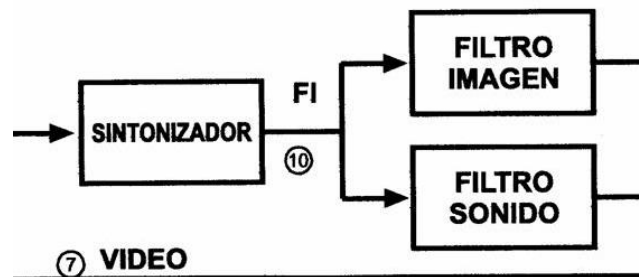 FILTRO
IMAGEN
FI
SINTONIZADOR
10
FILTRO
SONIDO
7 VIDEO